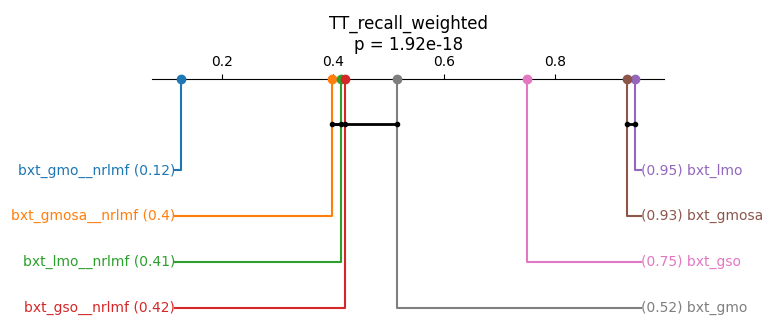 TT_recall_weighted
p = 1.92e-18
0.2 0.4 0.6 0.8
bxt_gmo__nrlmf (0.12) (0.95) bxt_lmo
bxt_gmosa__nrlmf (0.4) (0.93) bxt_gmosa
bxt_lmo__nrlmf (0.41) (0.75) bxt_gso
bxt_gso__nrlmf (0.42) (0.52) bxt_gmo